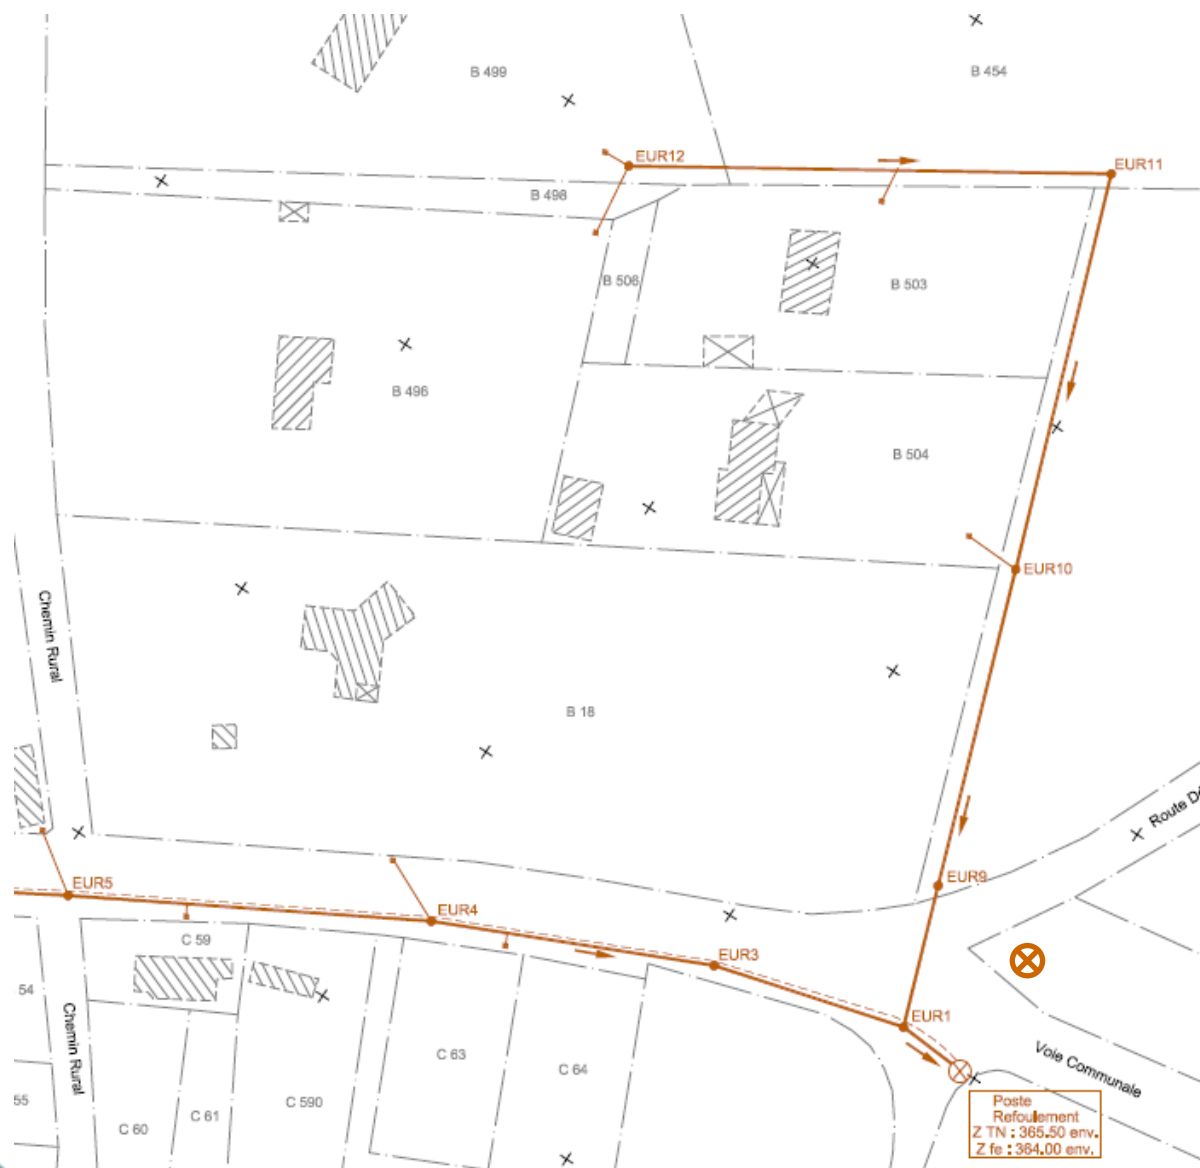 B 499
B 454
EUR12
EUR11
B 498
B 506
B 503
B 496
B 504
EUR10
Chemin Rural
B 18
Route
EUR9
EUR5
EUR4
C 59
EUR3
54
Chemin Rural
EUR1
C 63
C 64
Voie Communale
55
C 60
C 61
C 590
Poste
Refoulement
Z TN : 365.50 env.
Z fe : 364.00 env.